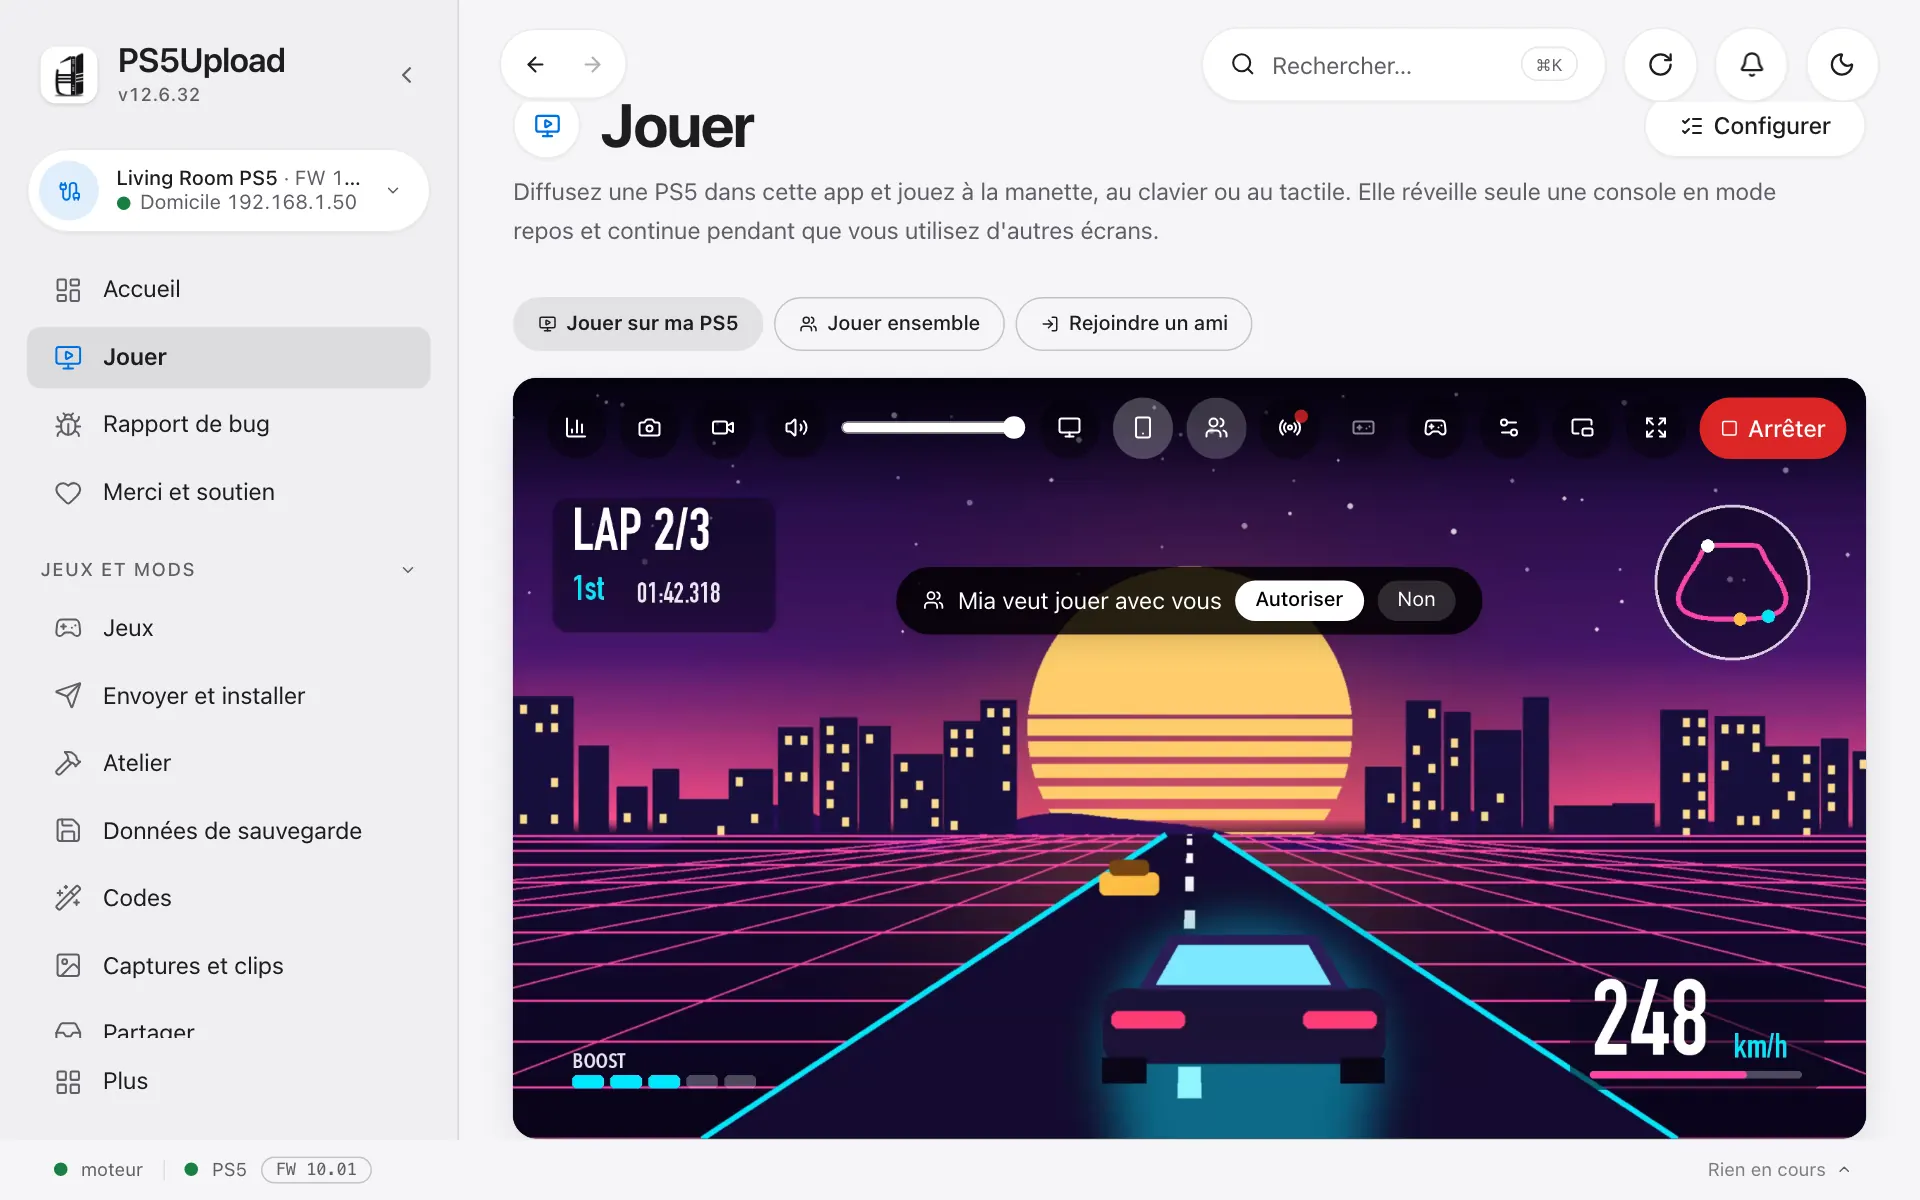 PS5Upload
v12.6.32
Living Room PS5 · FW 1...
Domicile 192.168.1.50
Accueil
Jouer
Rapport de bug
Merci et soutien
JEUX ET MODS
Jeux
Envoyer et installer
Atelier
Données de sauvegarde
Codes
Captures et clips
Partager
Plus
Rechercher...
⌘K
Jouer
Configurer
Diffusez une PS5 dans cette app et jouez à la manette, au clavier ou au tactile. Elle réveille seule une console en mode
repos et continue pendant que vous utilisez d'autres écrans.
Jouer sur ma PS5
Jouer ensemble
Rejoindre un ami
Arrêter
LAP 2/3
1st 01:42.318
Mia veut jouer avec vous
Autoriser
Non
BOOST
248 km/h
moteur
PS5
FW 10.01
Rien en cours